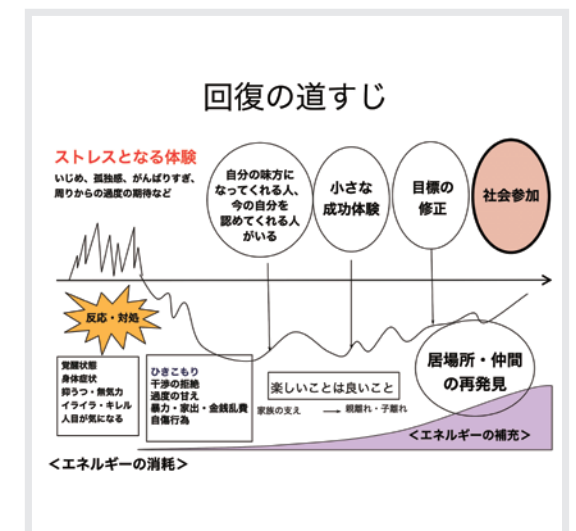 回復の道すじ
ストレスとなる体験
いじめ、孤独感、がんばりすぎ、
周りからの過度の期待など
自分の味方に
なってくれる人、
今の自分を
認めてくれる人
がいる
小さな
成功体験
目標の
修正
社会参加
反応・対処
覚醒状態
身体症状
抑うつ・無気力
イライラ・キレル
人目が気になる
ひきこもり
干渉の拒絶
過度の甘え
暴力・家出・金銭乱費
自傷行為
楽しいことは良いこと
家族の支え → 親離れ・子離れ
居場所・仲間
の再発見
<エネルギーの補充>
<エネルギーの消耗>